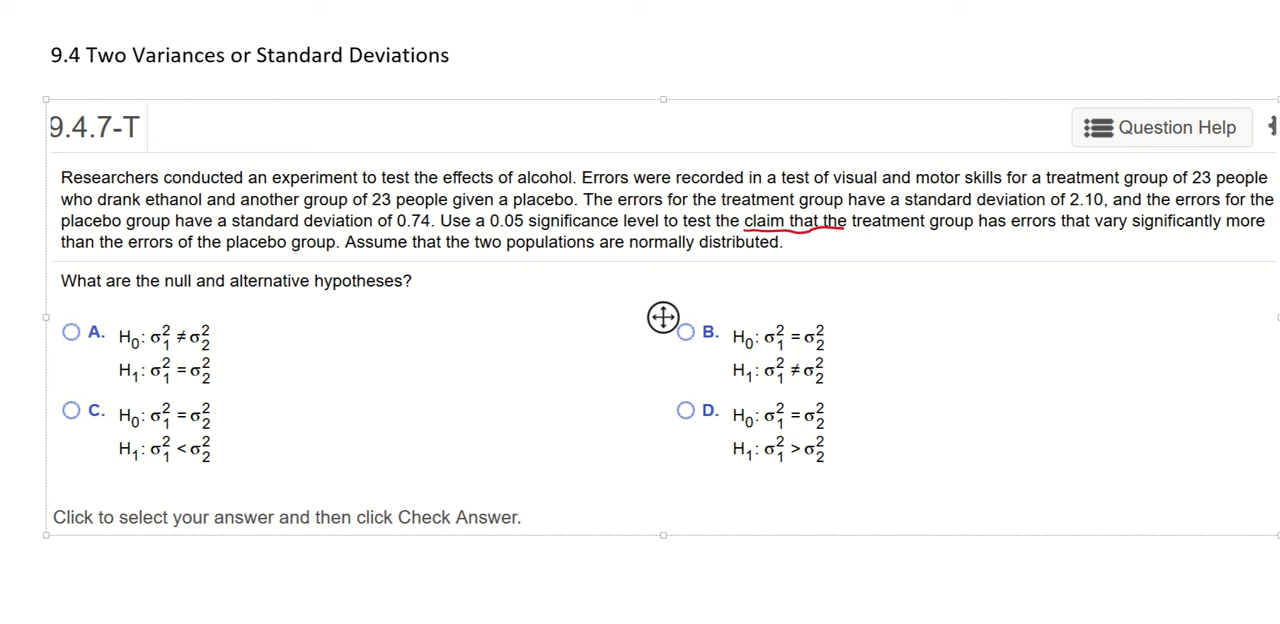 9.4 Two Variances or Standard Deviations
9.4.7-T
Question Help
Researchers conducted an experiment to test the effects of alcohol. Errors were recorded in a test of visual and motor skills for a treatment group of 23 people
who drank ethanol and another group of 23 people given a placebo. The errors for the treatment group have a standard deviation of 2.10, and the errors for the
placebo group have a standard deviation of 0.74. Use a 0.05 significance level to test the claim that the treatment group has errors that vary significantly more
than the errors of the placebo group. Assume that the two populations are normally distributed.
What are the null and alternative hypotheses?
A. H₀: σ₁² ≠ σ₂²
H₁: σ₁² = σ₂²
B. H₀: σ₁² = σ₂²
H₁: σ₁² ≠ σ₂²
C. H₀: σ₁² = σ₂²
H₁: σ₁² < σ₂²
D. H₀: σ₁² = σ₂²
H₁: σ₁² > σ₂²
Click to select your answer and then click Check Answer.